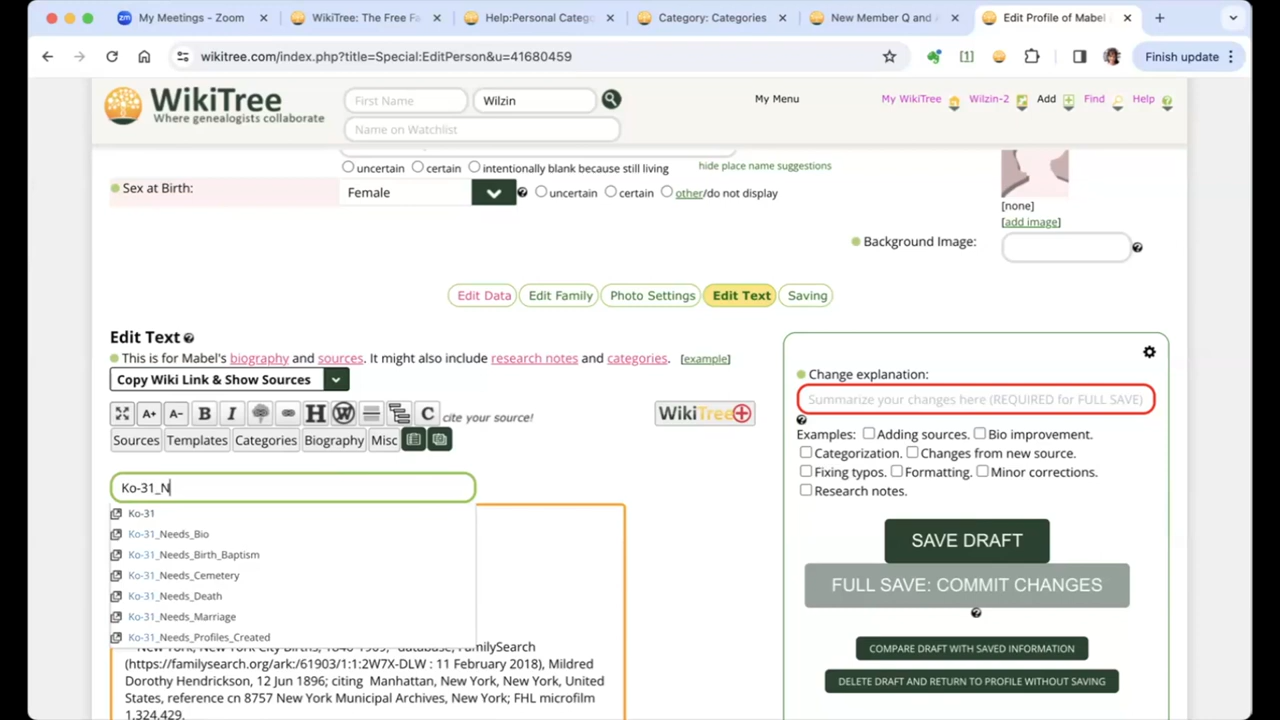 zm My Meetings - Zoom WikiTree: The Free Fa Help:Personal Categ Category: Categories New Member Q and A Edit Profile of Mabel
wikitree.com/index.php?title=Special:EditPerson&u=41680459 [1] Finish update
WikiTree
Where genealogists collaborate
First Name Wilzin
Name on Watchlist
My Menu My WikiTree Wilzin-2 Add Find Help
uncertain certain intentionally blank because still living hide place name suggestions
Sex at Birth: Female uncertain certain other/do not display
[none]
[add image]
Background Image:
Edit Data Edit Family Photo Settings Edit Text Saving
Edit Text
This is for Mabel's biography and sources. It might also include research notes and categories. [example]
Copy Wiki Link & Show Sources
A+ A- B I H W C cite your source! WikiTree+
Sources Templates Categories Biography Misc
Ko-31_N
Ko-31
Ko-31_Needs_Bio
Ko-31_Needs_Birth_Baptism
Ko-31_Needs_Cemetery
Ko-31_Needs_Death
Ko-31_Needs_Marriage
Ko-31_Needs_Profiles_Created
New York, New York City Births, 1846-1909," database, FamilySearch
(https://familysearch.org/ark:/61903/1:1:2W7X-DLW : 11 February 2018), Mildred
Dorothy Hendrickson, 12 Jun 1896; citing Manhattan, New York, New York, United
States, reference cn 8757 New York Municipal Archives, New York; FHL microfilm
1,324,429.
Change explanation:
Summarize your changes here (REQUIRED for FULL SAVE)
Examples: Adding sources. Bio improvement.
Categorization. Changes from new source.
Fixing typos. Formatting. Minor corrections.
Research notes.
SAVE DRAFT
FULL SAVE: COMMIT CHANGES
COMPARE DRAFT WITH SAVED INFORMATION
DELETE DRAFT AND RETURN TO PROFILE WITHOUT SAVING